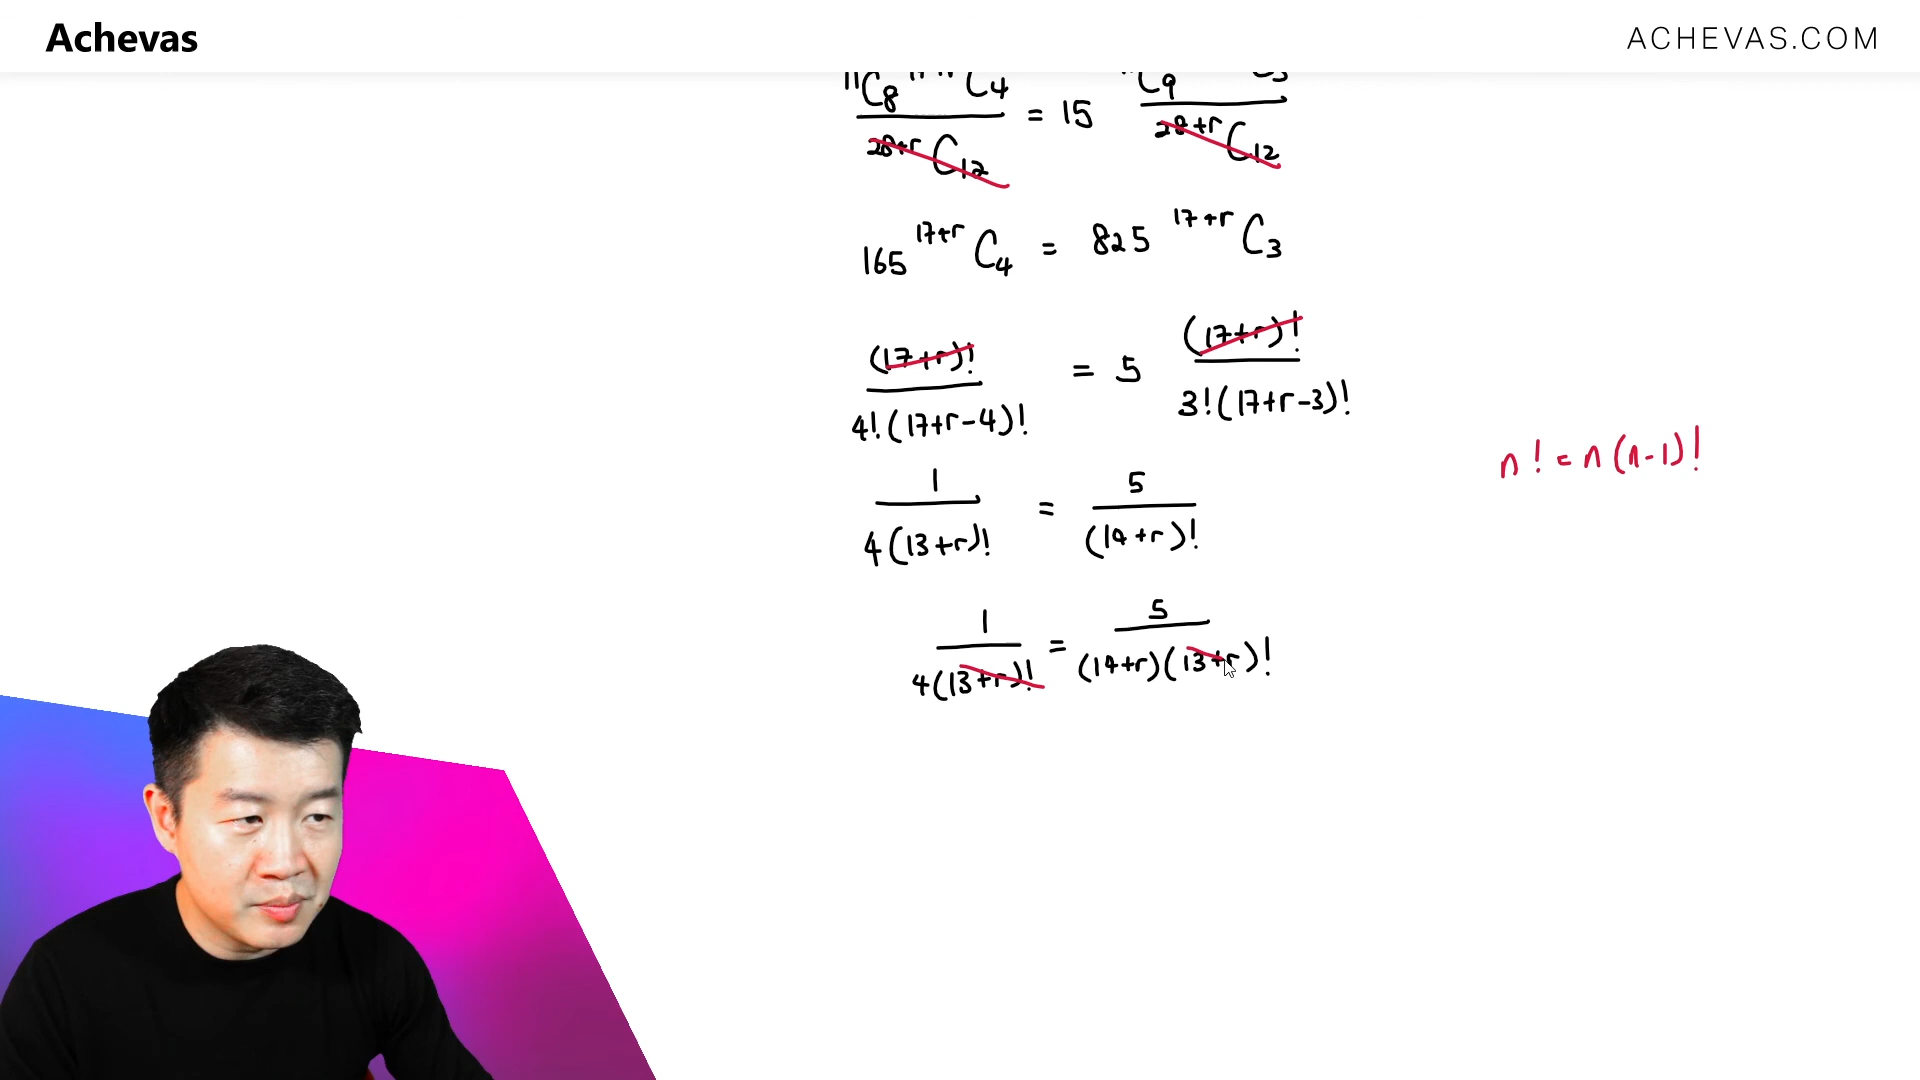 Achevas
ACHEVAS.COM
¹¹C₈ C₄ / ²⁸⁺ʳC₁₂ = 15 C₉ C₃ / ²⁸⁺ʳC₁₂
165 ¹⁷⁺ʳC₄ = 825 ¹⁷⁺ʳC₃
(17+r)! / 4!(17+r-4)! = 5 (17+r)! / 3!(17+r-3)!
n! = n(n-1)!
1 / 4(13+r)! = 5 / (14+r)!
1 / 4(13+r)! = 5 / (14+r)(13+r)!